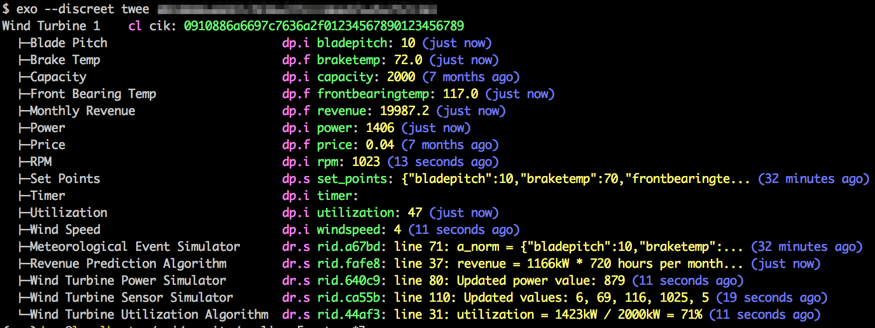 $ exo --discreet twee
Wind Turbine 1 cl cik: 0910886a6697c7636a2f01234567890123456789
├─Blade Pitch dp.i bladepitch: 10 (just now)
├─Brake Temp dp.f braketemp: 72.0 (just now)
├─Capacity dp.i capacity: 2000 (7 months ago)
├─Front Bearing Temp dp.f frontbearingtemp: 117.0 (just now)
├─Monthly Revenue dp.f revenue: 19987.2 (just now)
├─Power dp.i power: 1406 (just now)
├─Price dp.f price: 0.04 (7 months ago)
├─RPM dp.i rpm: 1023 (13 seconds ago)
├─Set Points dp.s set_points: {"bladepitch":10,"braketemp":70,"frontbearingte... (32 minutes ago)
├─Timer dp.i timer:
├─Utilization dp.i utilization: 47 (just now)
├─Wind Speed dp.i windspeed: 4 (11 seconds ago)
├─Meteorological Event Simulator dr.s rid.a67bd: line 71: a_norm = {"bladepitch":10,"braketemp":... (32 minutes ago)
├─Revenue Prediction Algorithm dr.s rid.fafe8: line 37: revenue = 1166kW * 720 hours per month... (just now)
├─Wind Turbine Power Simulator dr.s rid.640c9: line 80: Updated power value: 879 (11 seconds ago)
├─Wind Turbine Sensor Simulator dr.s rid.ca55b: line 110: Updated values: 6, 69, 116, 1025, 5 (19 seconds ago)
└─Wind Turbine Utilization Algorithm dr.s rid.44af3: line 31: utilization = 1423kW / 2000kW = 71% (11 seconds ago)